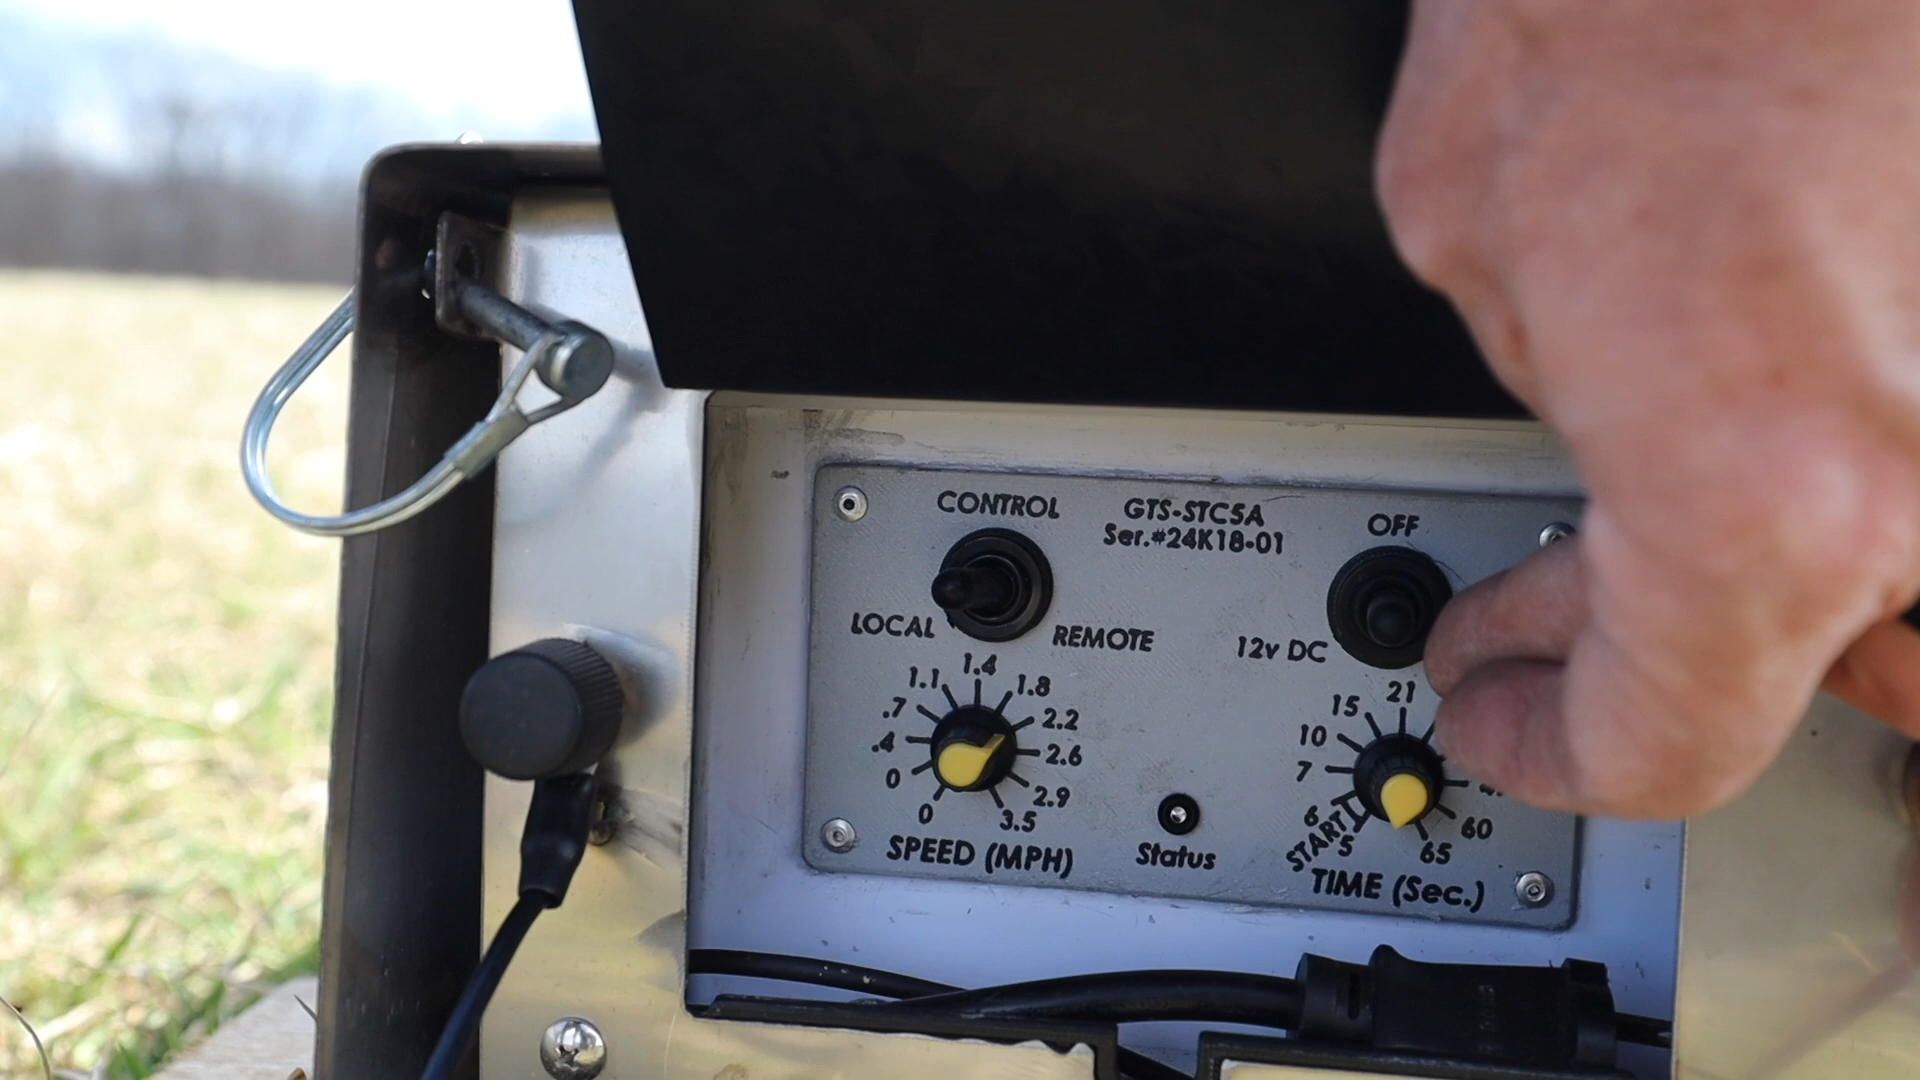 CONTROL
GTS-STC5A
Ser.#24K18-01
OFF
LOCAL
REMOTE
12v DC
1.4
1.1
1.8
.7
2.2
.4
2.6
0
2.9
0
3.5
SPEED (MPH)
Status
21
15
10
7
6
60
START
5
65
TIME (Sec.)